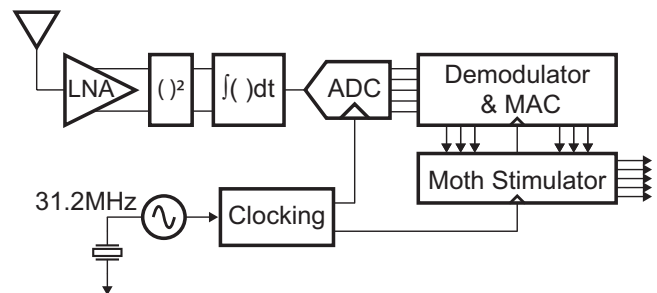 LNA
( )²
∫( )dt
ADC
Demodulator
& MAC
Moth Stimulator
31.2MHz
Clocking